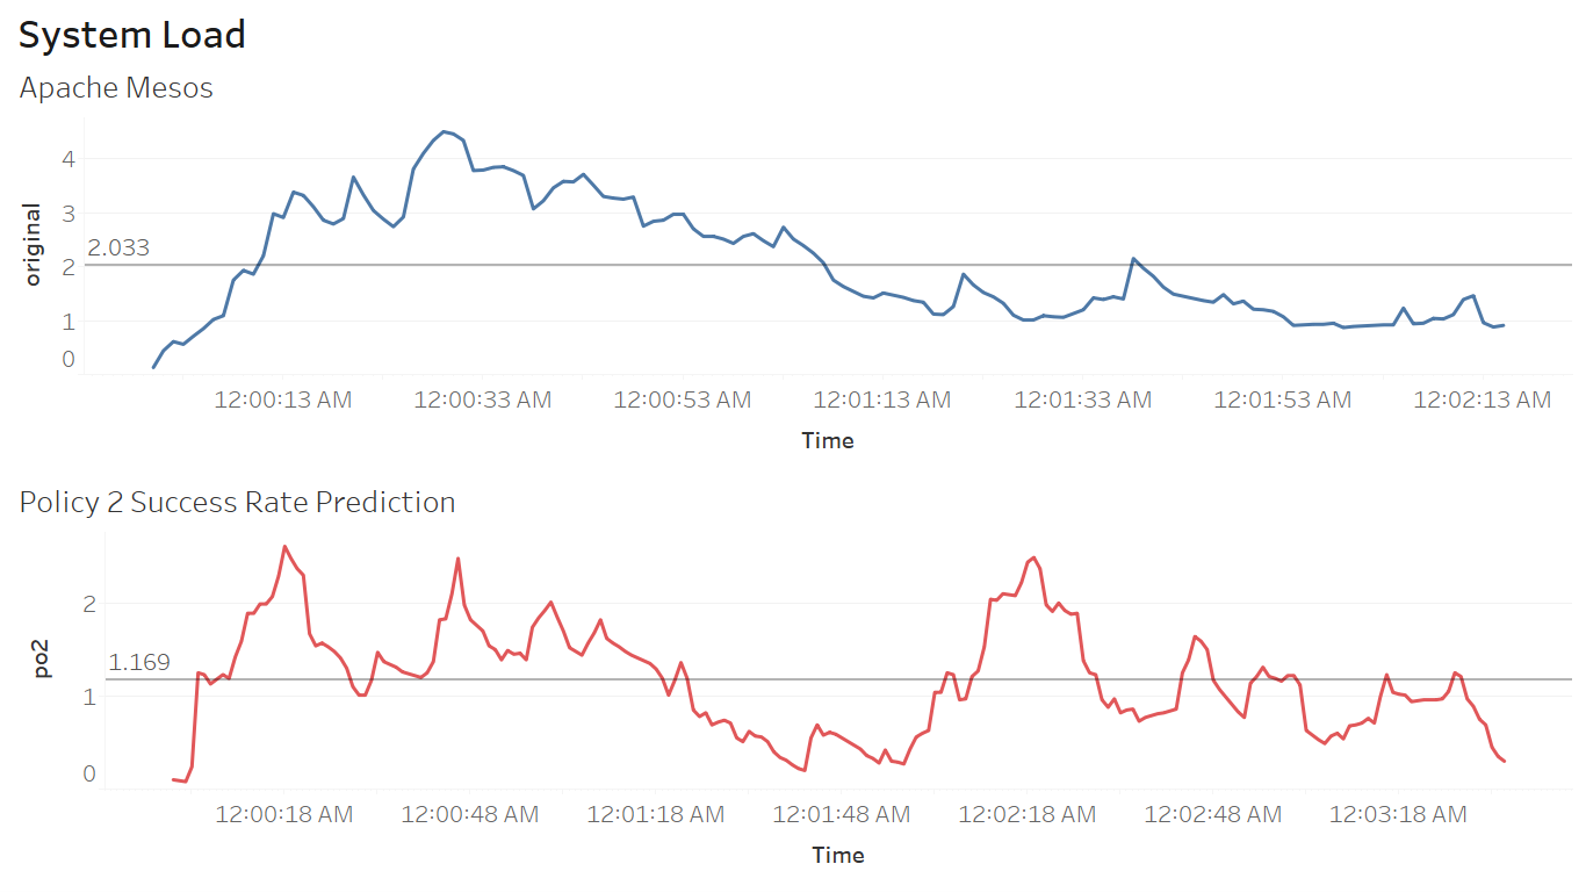 System Load
Apache Mesos
4
3
2.033
2
1
0
original
12:00:13 AM 12:00:33 AM 12:00:53 AM 12:01:13 AM 12:01:33 AM 12:01:53 AM 12:02:13 AM
Time
Policy 2 Success Rate Prediction
2
1.169
1
0
po2
12:00:18 AM 12:00:48 AM 12:01:18 AM 12:01:48 AM 12:02:18 AM 12:02:48 AM 12:03:18 AM
Time